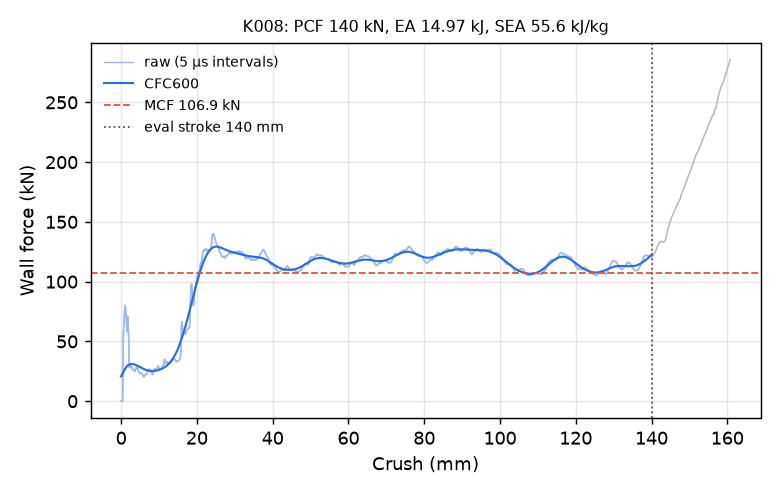 K008: PCF 140 kN, EA 14.97 kJ, SEA 55.6 kJ/kg
raw (5 µs intervals)
CFC600
MCF 106.9 kN
eval stroke 140 mm
Wall force (kN)
250
200
150
100
50
0
0 20 40 60 80 100 120 140 160
Crush (mm)